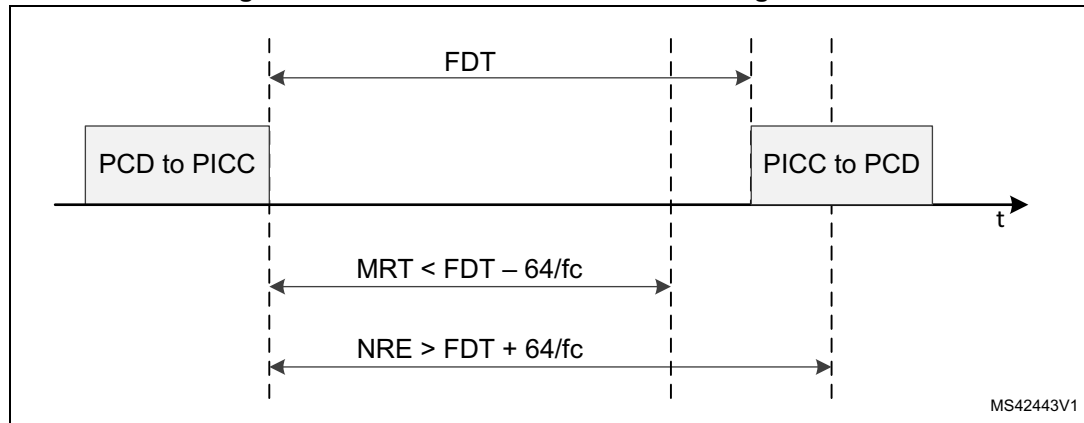 FDT
PCD to PICC
PICC to PCD
t
MRT < FDT – 64/fc
NRE > FDT + 64/fc
MS42443V1